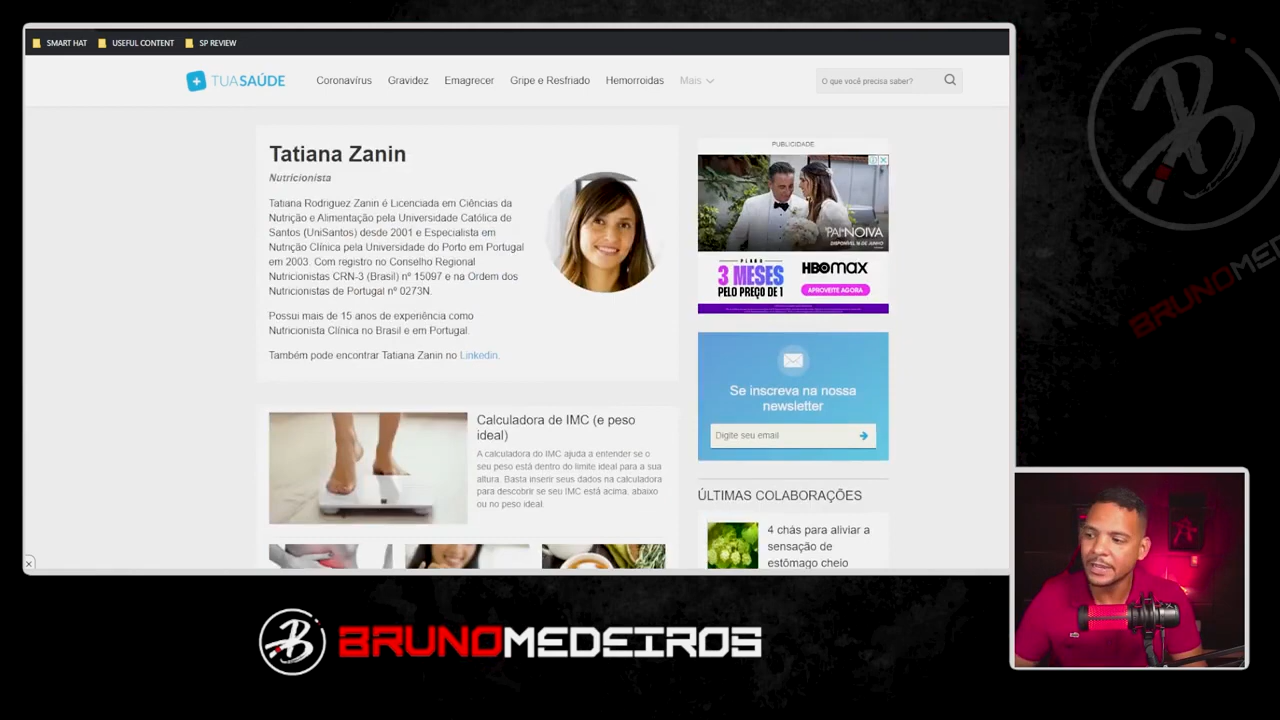 SMART HAT
USEFUL CONTENT
SP REVIEW
TUASAÚDE
Coronavírus
Gravidez
Emagrecer
Gripe e Resfriado
Hemorroidas
Mais
O que você precisa saber?
Tatiana Zanin
Nutricionista
Tatiana Rodriguez Zanin é Licenciada em Ciências da
Nutrição e Alimentação pela Universidade Católica de
Santos (UniSantos) desde 2001 e Especialista em
Nutrição Clínica pela Universidade do Porto em Portugal
em 2003. Com registro no Conselho Regional
Nutricionistas CRN-3 (Brasil) nº 15097 e na Ordem dos
Nutricionistas de Portugal nº 0273N.
Possui mais de 15 anos de experiência como
Nutricionista Clínica no Brasil e em Portugal.
Também pode encontrar Tatiana Zanin no Linkedin.
Calculadora de IMC (e peso
ideal)
A calculadora do IMC ajuda a entender se o
seu peso está dentro do limite ideal para a sua
altura. Basta inserir seus dados na calculadora
para descobrir se seu IMC está acima, abaixo
ou no peso ideal.
PUBLICIDADE
PAI NOIVA
DISPONÍVEL 16 DE JUNHO
PLANO
3 MESES
PELO PREÇO DE 1
HBOMAX
APROVEITE AGORA
Se inscreva na nossa
newsletter
Digite seu email
ÚLTIMAS COLABORAÇÕES
4 chás para aliviar a
sensação de
estômago cheio
BRUNOMEDEIROS
BRUNOME